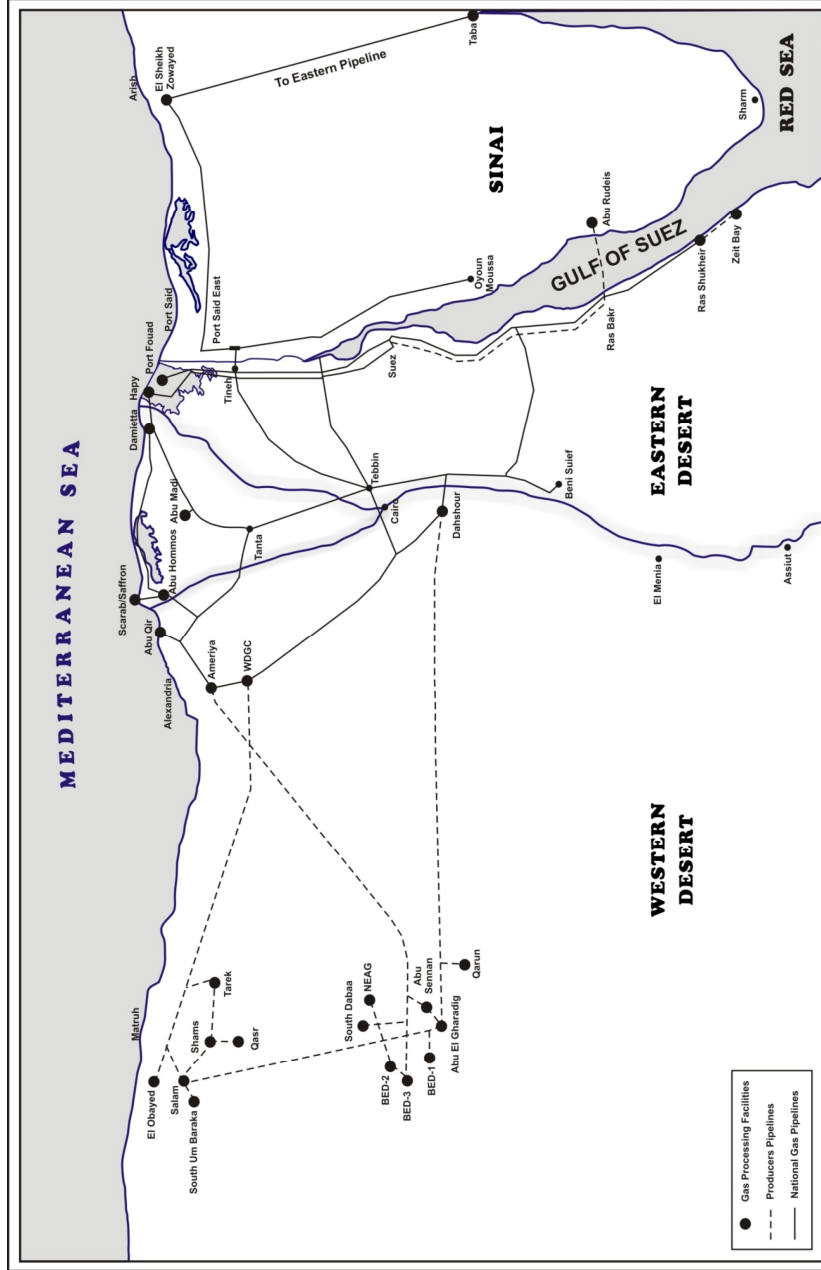 MEDITERRANEAN SEA
Matruh
El Obayed
Salam
South Um Baraka
Shams
Tarek
Qasr
South Dabaa
NEAG
BED-2
BED-3
BED-1
Abu
Sennan
Abu El Gharadig
Qarun
WESTERN
DESERT
Alexandria
Ameriya
WDGC
Abu Qir
Scarab/Saffron
Abu Hommos
Abu Madi
Tanta
Damietta
Hapy
Port Fouad
Port Said
Port Said East
Tineh
Cairo
Tebbin
Dahshour
Beni Suief
El Menia
Assiut
EASTERN
DESERT
Suez
Oyoun
Moussa
Arish
El Sheikh
Zowayed
To Eastern Pipeline
Taba
SINAI
GULF OF SUEZ
Abu Rudeis
Ras Bakr
Ras Shukheir
Zeit Bay
Sharm
RED SEA
Gas Processing Facilities
Producers Pipelines
National Gas Pipelines